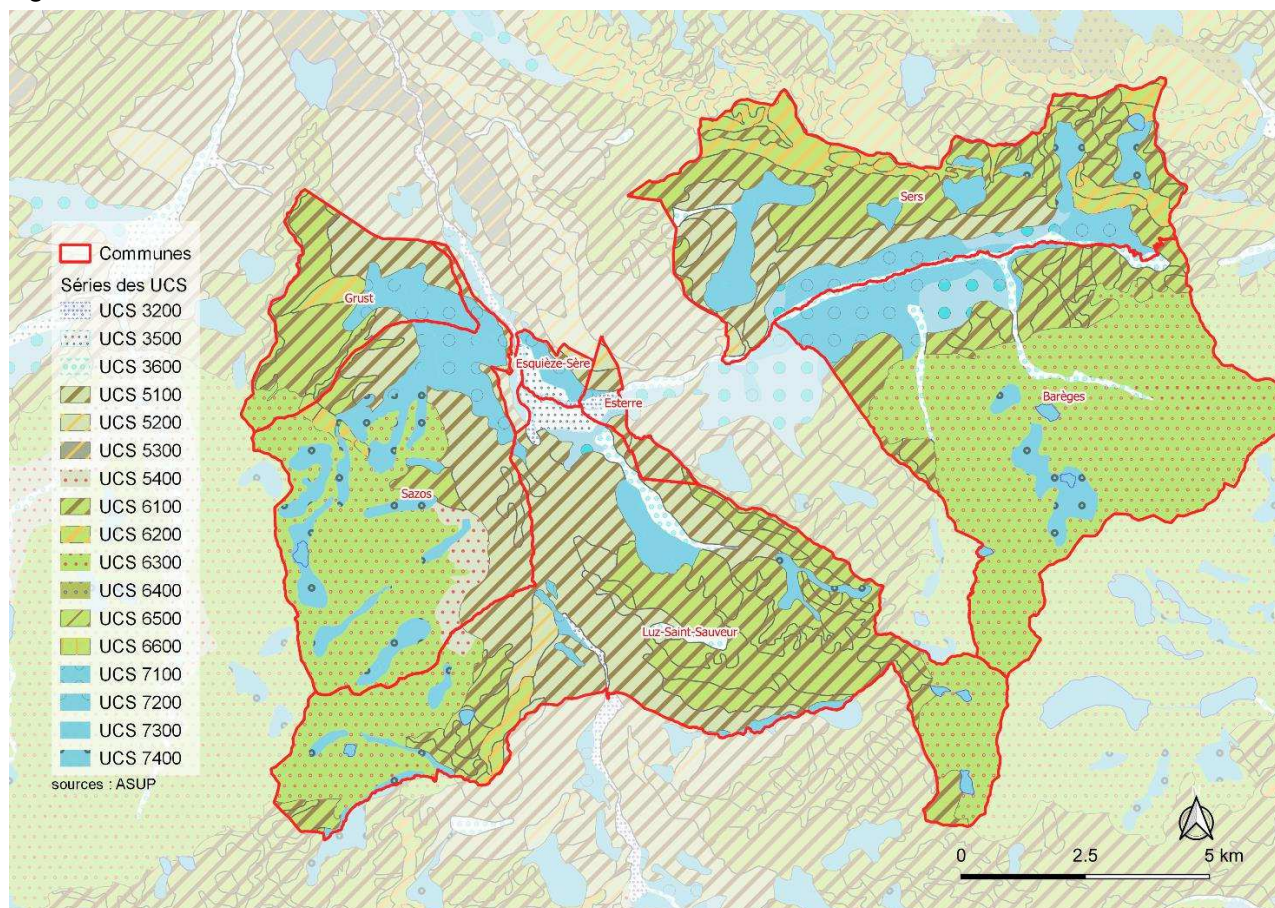 Communes
Séries des UCS
UCS 3200
UCS 3500
UCS 3600
UCS 5100
UCS 5200
UCS 5300
UCS 5400
UCS 6100
UCS 6200
UCS 6300
UCS 6400
UCS 6500
UCS 6600
UCS 7100
UCS 7200
UCS 7300
UCS 7400
sources : ASUP
Sers
Grust
Esquièze-Sère
Esterre
Barèges
Sazos
Luz-Saint-Sauveur
0 2.5 5 km